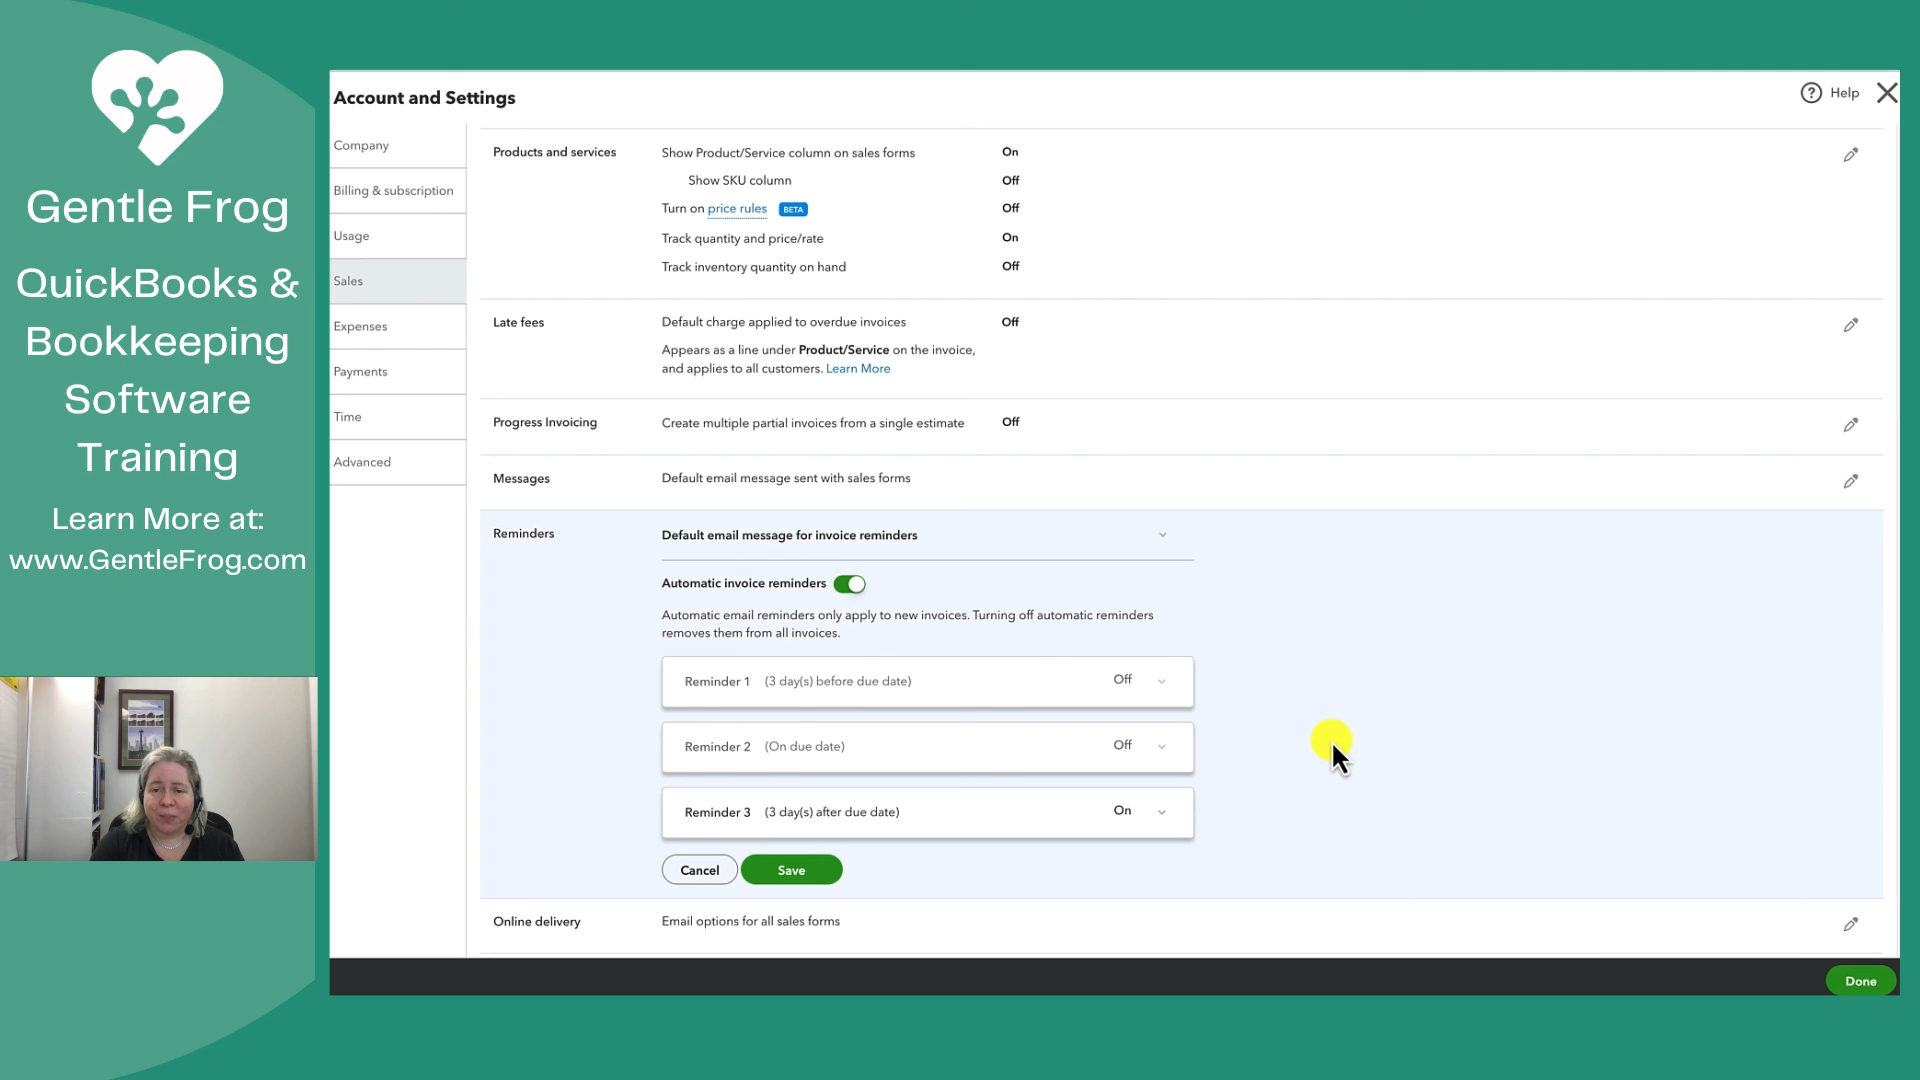 Gentle Frog
QuickBooks &
Bookkeeping
Software
Training
Learn More at:
www.GentleFrog.com
Account and Settings
Help
Company
Billing & subscription
Usage
Sales
Expenses
Payments
Time
Advanced
Products and services
Show Product/Service column on sales forms On
Show SKU column Off
Turn on price rules BETA Off
Track quantity and price/rate On
Track inventory quantity on hand Off
Late fees
Default charge applied to overdue invoices Off
Appears as a line under Product/Service on the invoice,
and applies to all customers. Learn More
Progress Invoicing
Create multiple partial invoices from a single estimate Off
Messages
Default email message sent with sales forms
Reminders
Default email message for invoice reminders
Automatic invoice reminders
Automatic email reminders only apply to new invoices. Turning off automatic reminders
removes them from all invoices.
Reminder 1 (3 day(s) before due date) Off
Reminder 2 (On due date) Off
Reminder 3 (3 day(s) after due date) On
Cancel Save
Online delivery
Email options for all sales forms
Done